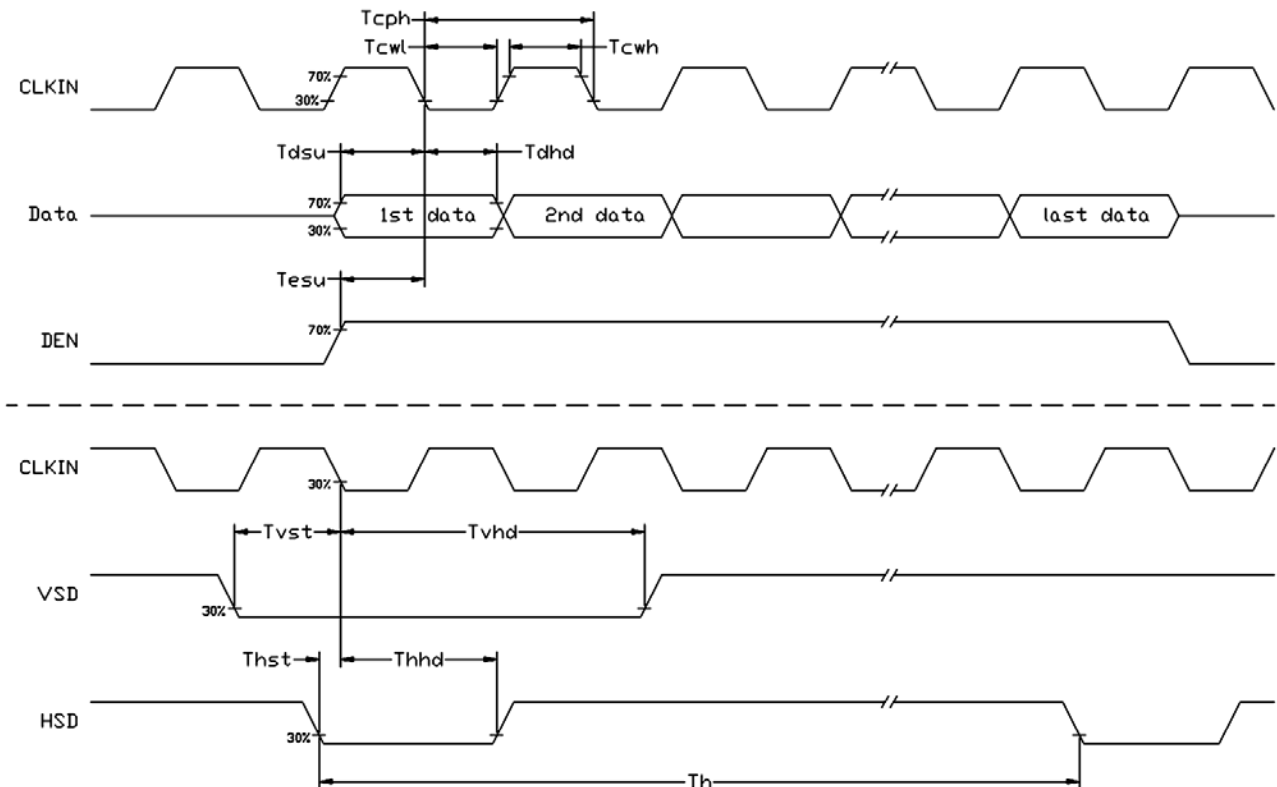 Tcph
Tcwl Tcwh
CLKIN 70%
30%
Tdsu Tdhd
Data 70% 1st data 2nd data last data
30%
Tesu
DEN 70%
CLKIN
30%
Tvst Tvhd
VSD
30%
Thst Thhd
HSD
30%
Th